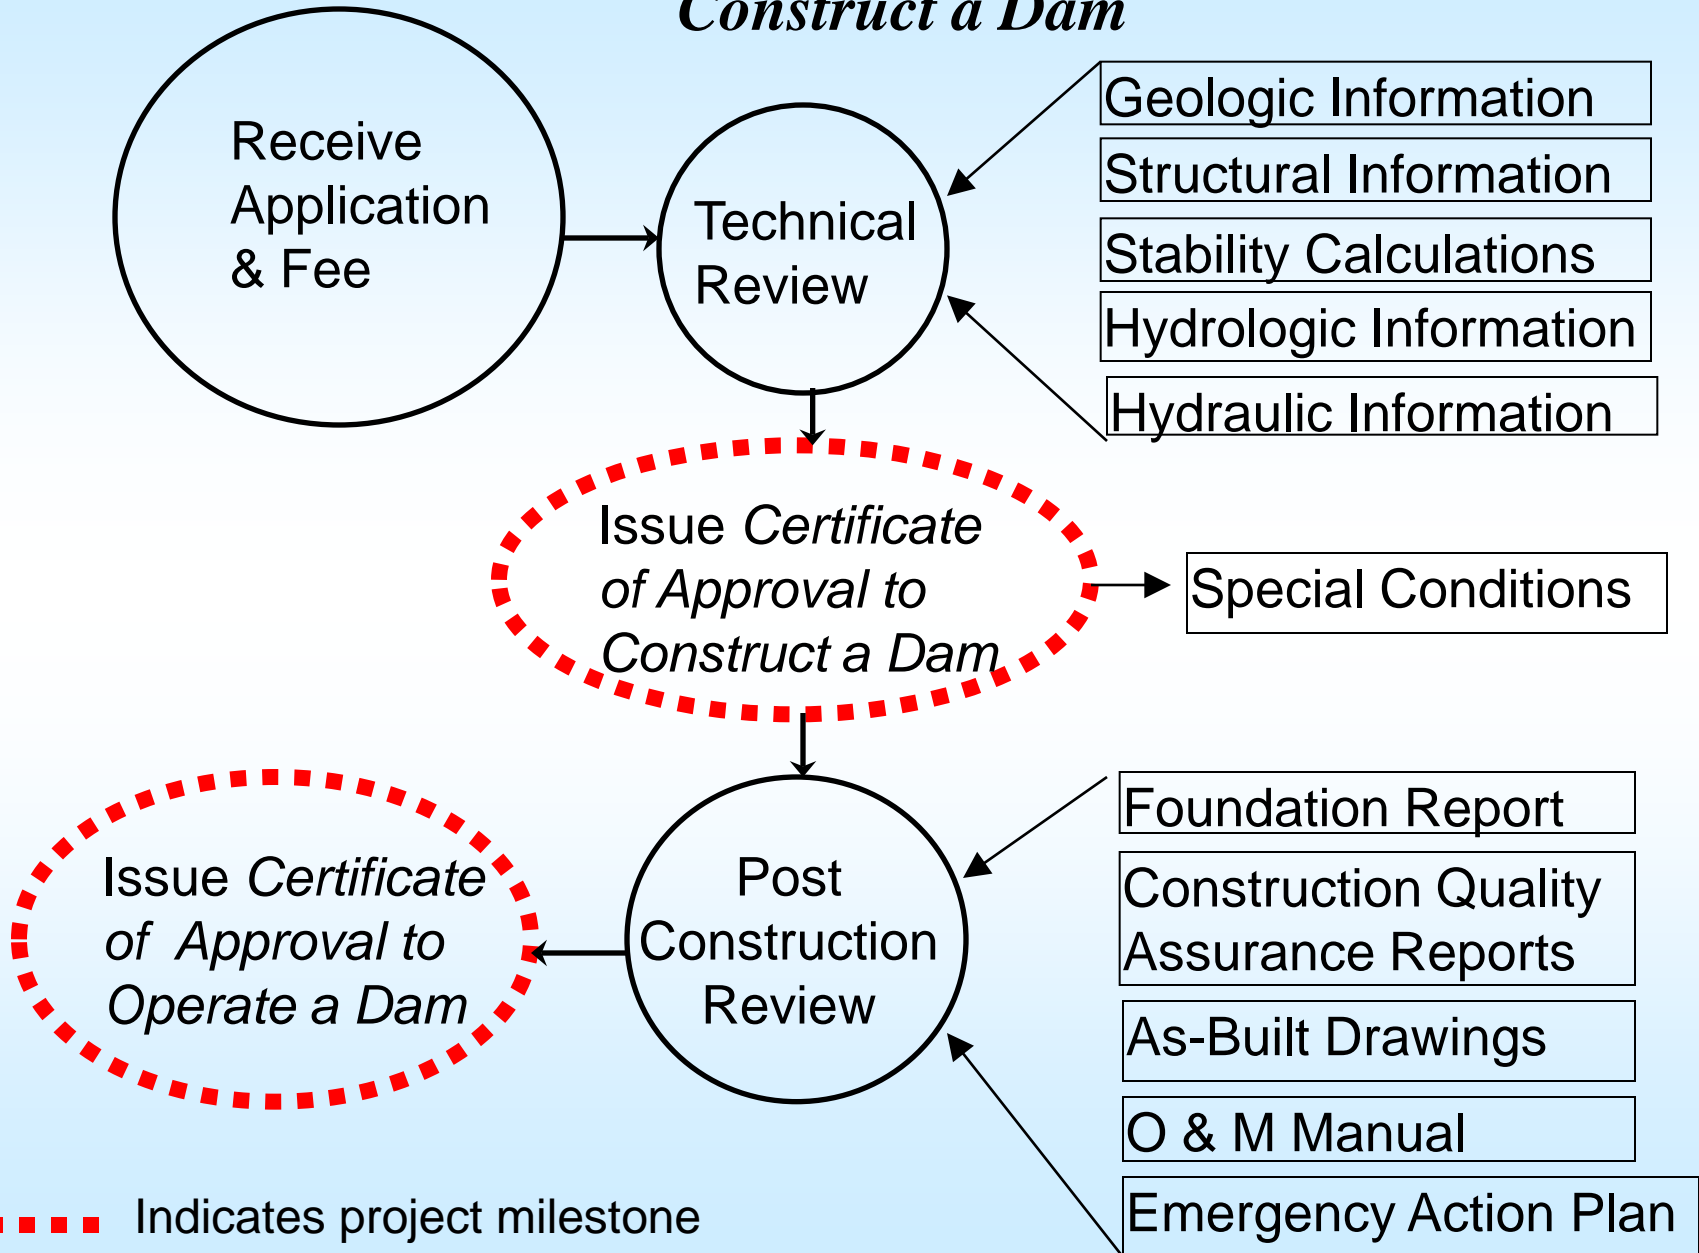 Construct a Dam
Receive
Application
& Fee
Technical
Review
Geologic Information
Structural Information
Stability Calculations
Hydrologic Information
Hydraulic Information
Issue Certificate
of Approval to
Construct a Dam
Special Conditions
Issue Certificate
of Approval to
Operate a Dam
Post
Construction
Review
Foundation Report
Construction Quality
Assurance Reports
As-Built Drawings
O & M Manual
Emergency Action Plan
Indicates project milestone